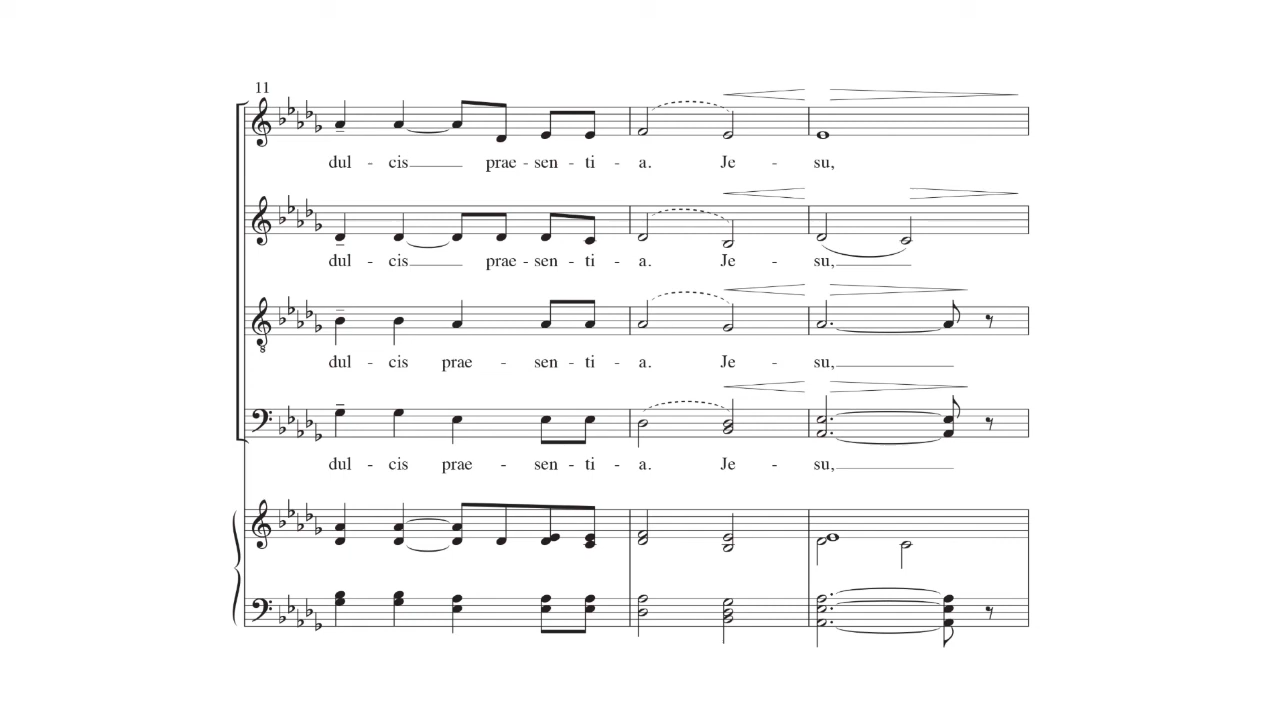 11
dul - cis prae - sen - ti - a. Je - su,
dul - cis prae - sen - ti - a. Je - su,
8
dul - cis prae - sen - ti - a. Je - su,
dul - cis prae - sen - ti - a. Je - su,